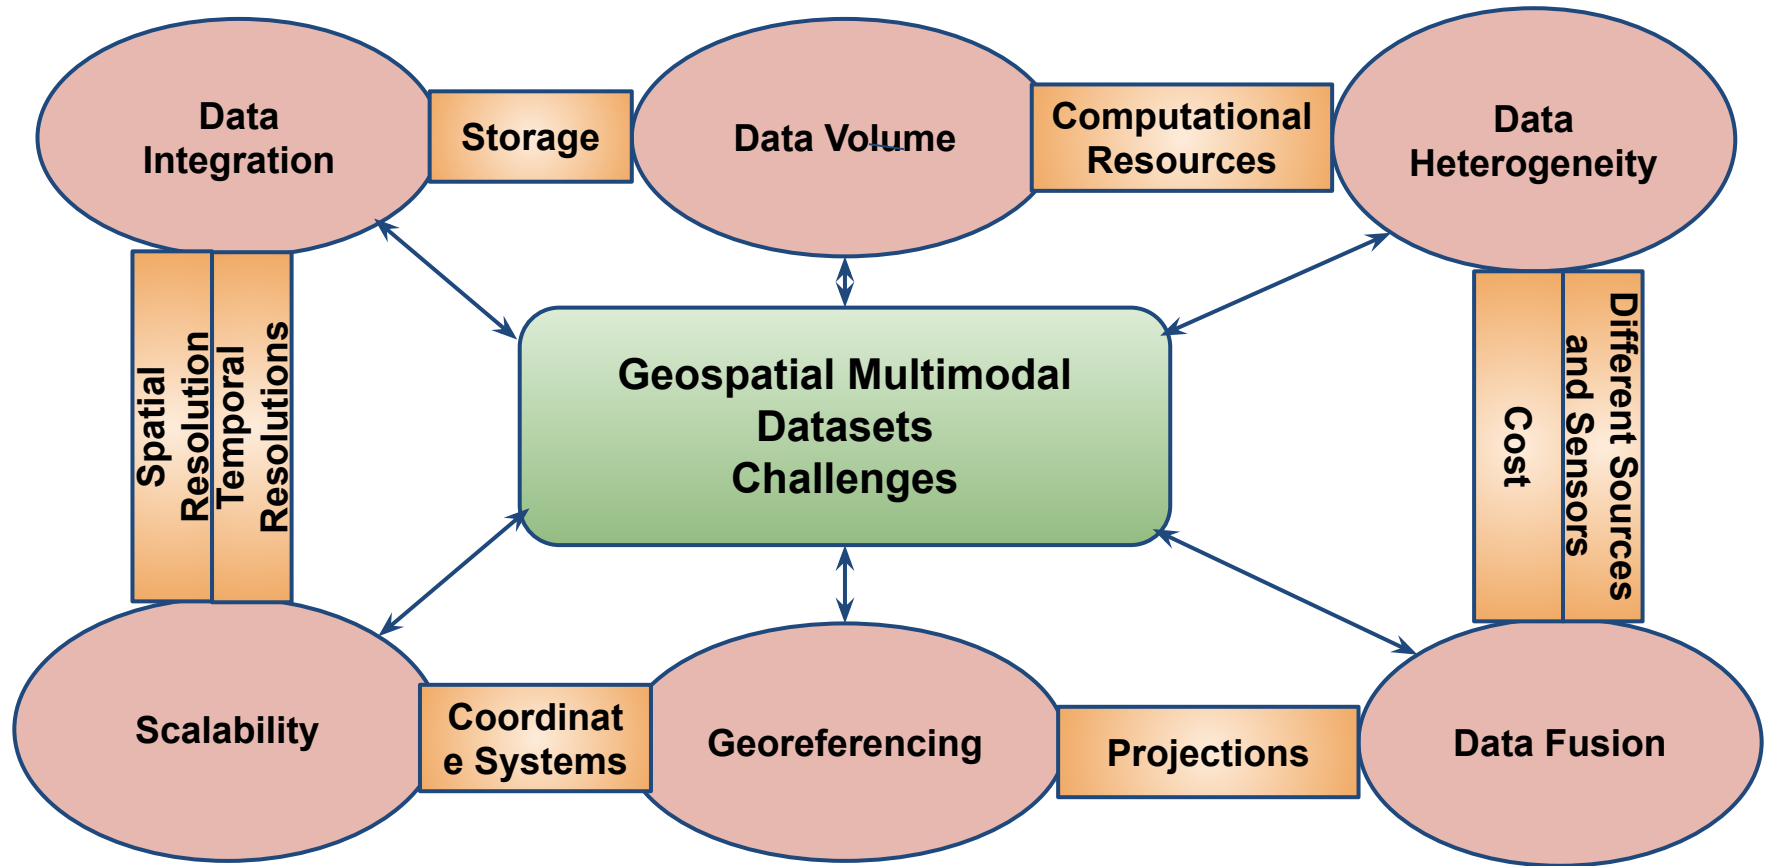 Data
Integration
Storage
Data Volume
Computational
Resources
Data
Heterogeneity
Spatial
Resolution
Temporal
Resolutions
Geospatial Multimodal
Datasets
Challenges
Cost
Different Sources
and Sensors
Scalability
Coordinat
e Systems
Georeferencing
Projections
Data Fusion